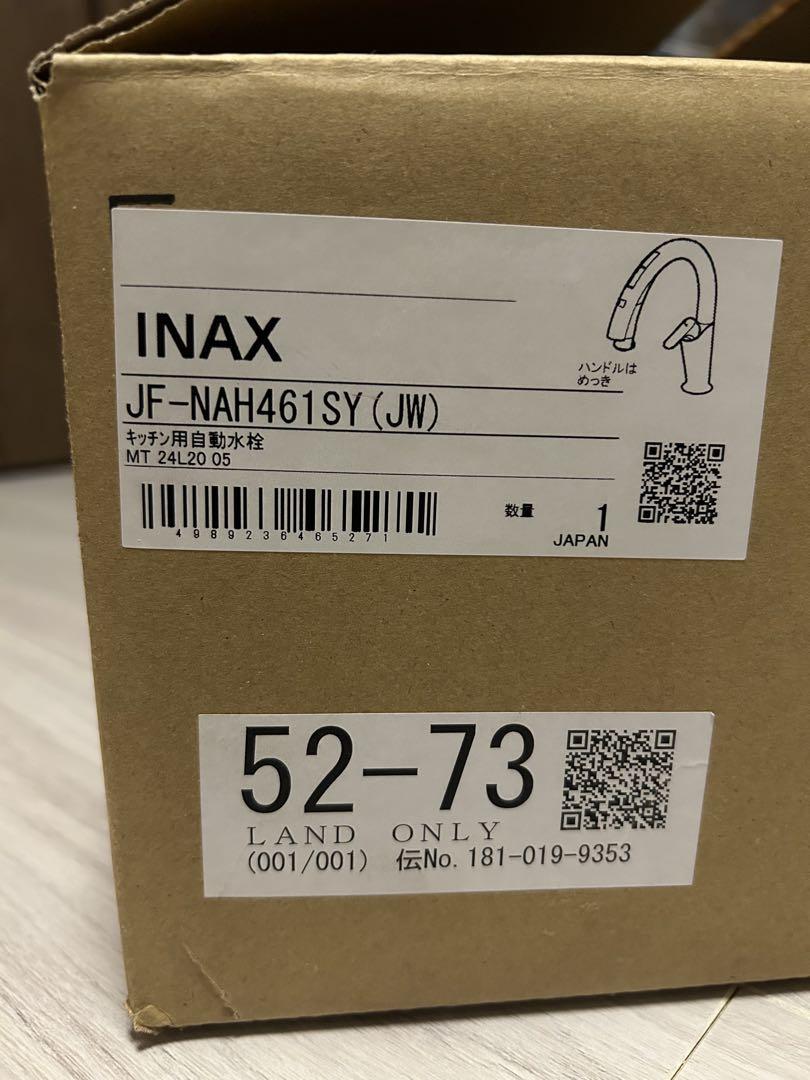 INAX
ハンドルは
めっき
JF-NAH461SY(JW)
キッチン用自動水栓
MT 24L20 05
4989236465271
数量 1
JAPAN
52-73
LAND ONLY
(001/001) 伝No. 181-019-9353